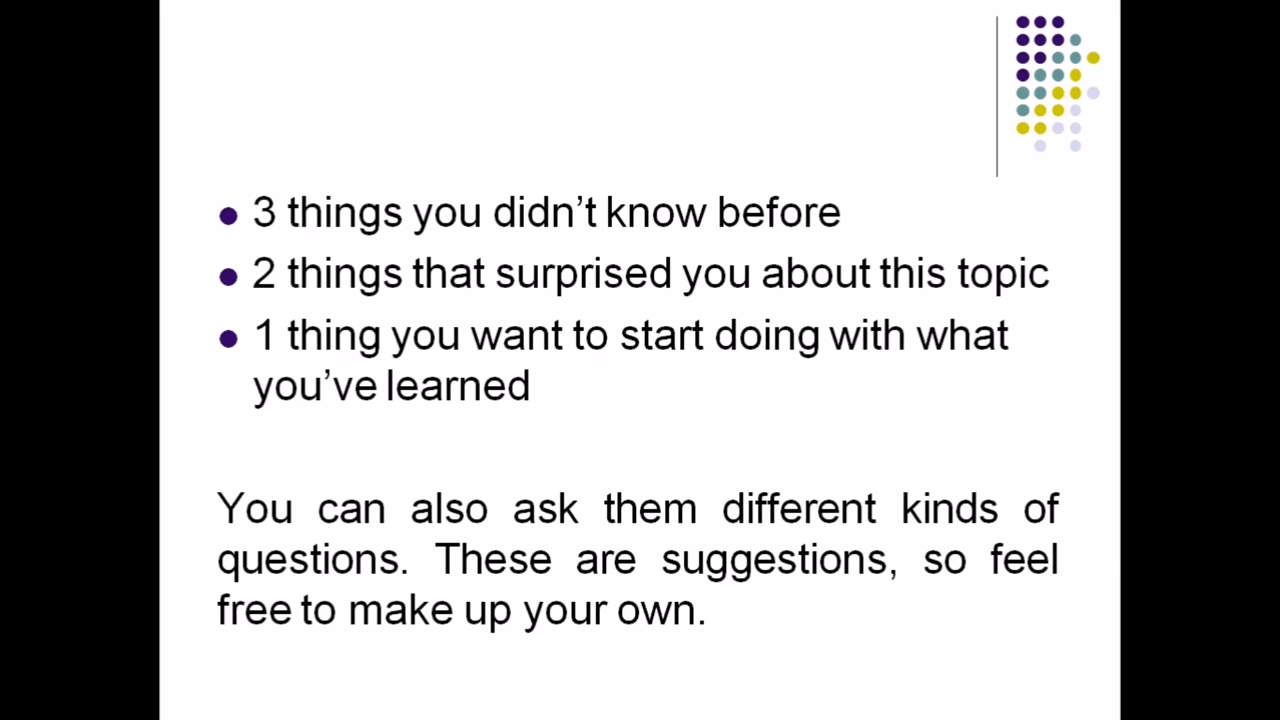 ● 3 things you didn’t know before
● 2 things that surprised you about this topic
● 1 thing you want to start doing with what
you’ve learned
You can also ask them different kinds of
questions. These are suggestions, so feel
free to make up your own.